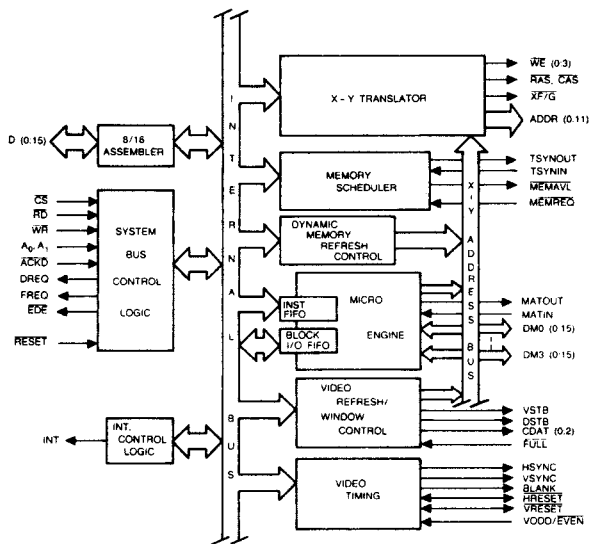 D (0:15)
8/16
ASSEMBLER
CS
RD
WR
A0, A1
ACKD
DREQ
FREQ
EDE
RESET
SYSTEM
BUS
CONTROL
LOGIC
INT
INT.
CONTROL
LOGIC
INTERNAL BUS
X - Y TRANSLATOR
WE (0:3)
RAS, CAS
XF/G
ADDR (0:11)
MEMORY
SCHEDULER
TSYNOUT
TSYNIN
MEMAVL
MEMREQ
DYNAMIC
MEMORY
REFRESH
CONTROL
X-Y ADDRESS BUS
INST
FIFO
BLOCK
I/O FIFO
MICRO
ENGINE
MATOUT
MATIN
DM0 (0:15)
DM3 (0:15)
VIDEO
REFRESH/
WINDOW
CONTROL
VSTB
DSTB
CDAT (0:2)
FULL
VIDEO
TIMING
HSYNC
VSYNC
BLANK
HRESET
VRESET
VODD/EVEN